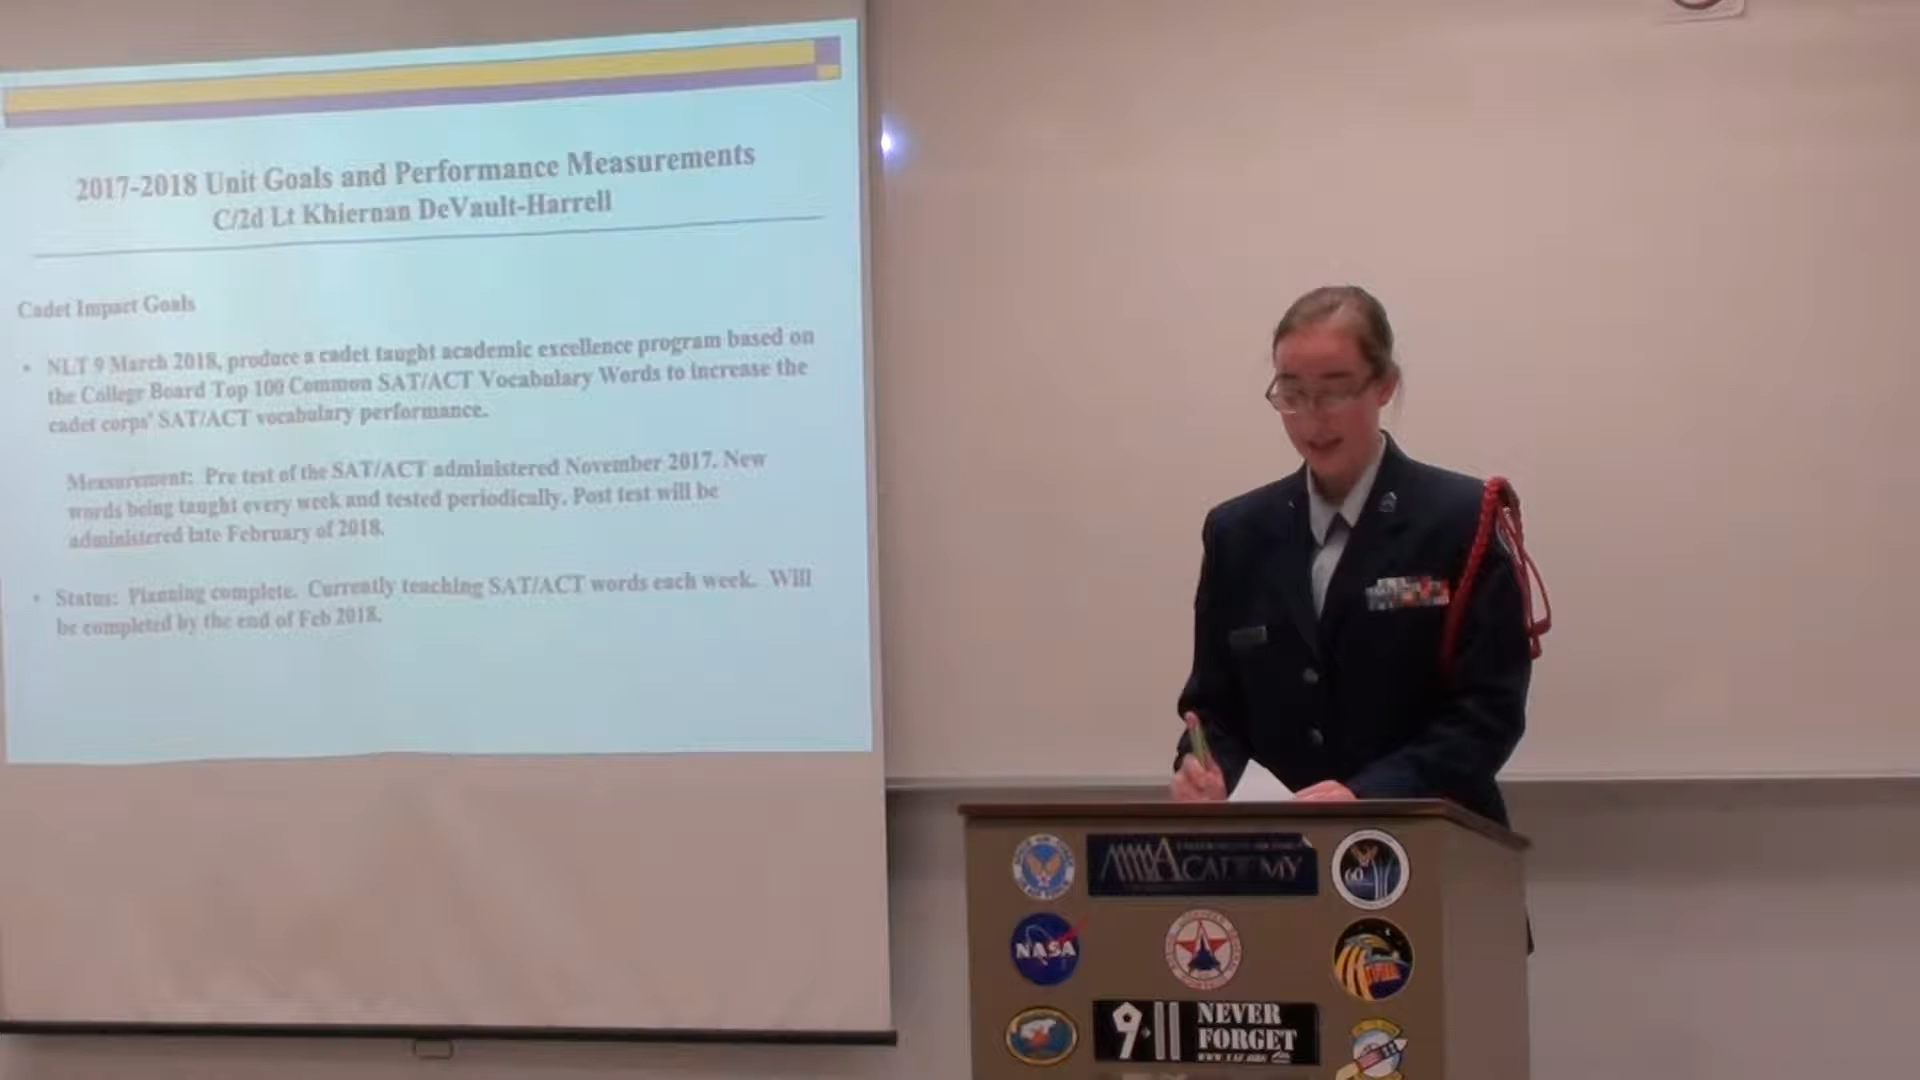 2017-2018 Unit Goals and Performance Measurements
C/2d Lt Khiernan DeVault-Harrell
Cadet Impact Goals
• NLT 9 March 2018, produce a cadet taught academic excellence program based on
the College Board Top 100 Common SAT/ACT Vocabulary Words to increase the
cadet corps' SAT/ACT vocabulary performance.
Measurement: Pre test of the SAT/ACT administered November 2017. New
words being taught every week and tested periodically. Post test will be
administered late February of 2018.
• Status: Planning complete. Currently teaching SAT/ACT words each week. Will
be completed by the end of Feb 2018.
ACADEMY
60
NASA
9-11 NEVER
FORGET
WWW.YAF.ORG